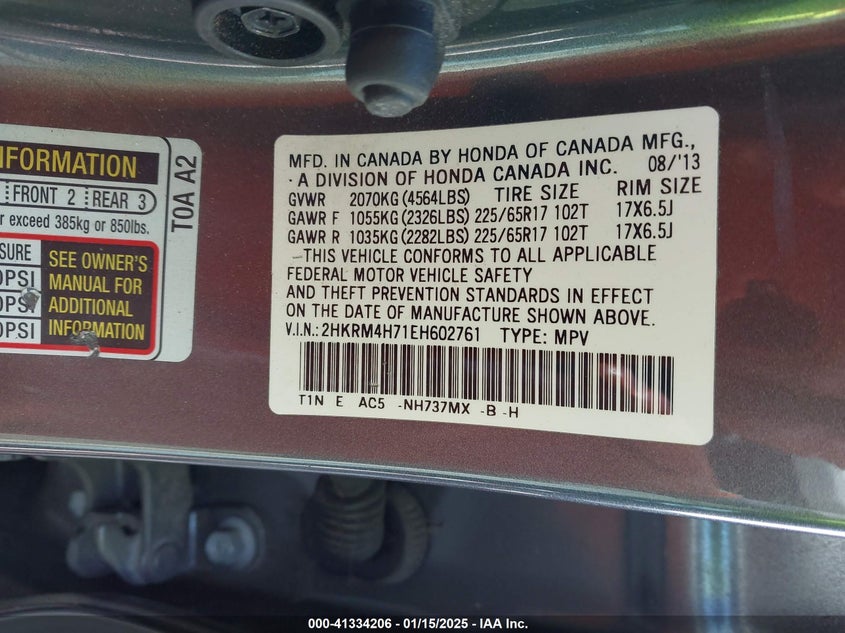 INFORMATION
FRONT 2 REAR 3
exceed 385kg or 850lbs.
SEE OWNER'S
MANUAL FOR
ADDITIONAL
INFORMATION
PSI
PSI
PSI
T0A A2
MFD. IN CANADA BY HONDA OF CANADA MFG.,
A DIVISION OF HONDA CANADA INC. 08/'13
GVWR 2070KG (4564LBS) TIRE SIZE RIM SIZE
GAWR F 1055KG (2326LBS) 225/65R17 102T 17X6.5J
GAWR R 1035KG (2282LBS) 225/65R17 102T 17X6.5J
—THIS VEHICLE CONFORMS TO ALL APPLICABLE
FEDERAL MOTOR VEHICLE SAFETY
AND THEFT PREVENTION STANDARDS IN EFFECT
ON THE DATE OF MANUFACTURE SHOWN ABOVE.
V.I.N.: 2HKRM4H71EH602761 TYPE: MPV
T1N E AC5 -NH737MX -B -H
000-41334206 - 01/15/2025 - IAA Inc.